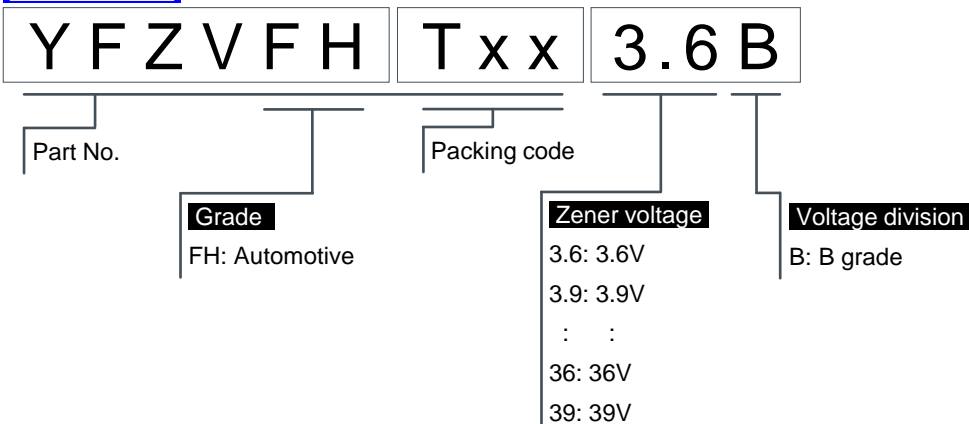 YFZVFH Txx 3.6 B
Part No.
Packing code
Grade
FH: Automotive
Zener voltage
3.6: 3.6V
3.9: 3.9V
: :
36: 36V
39: 39V
Voltage division
B: B grade